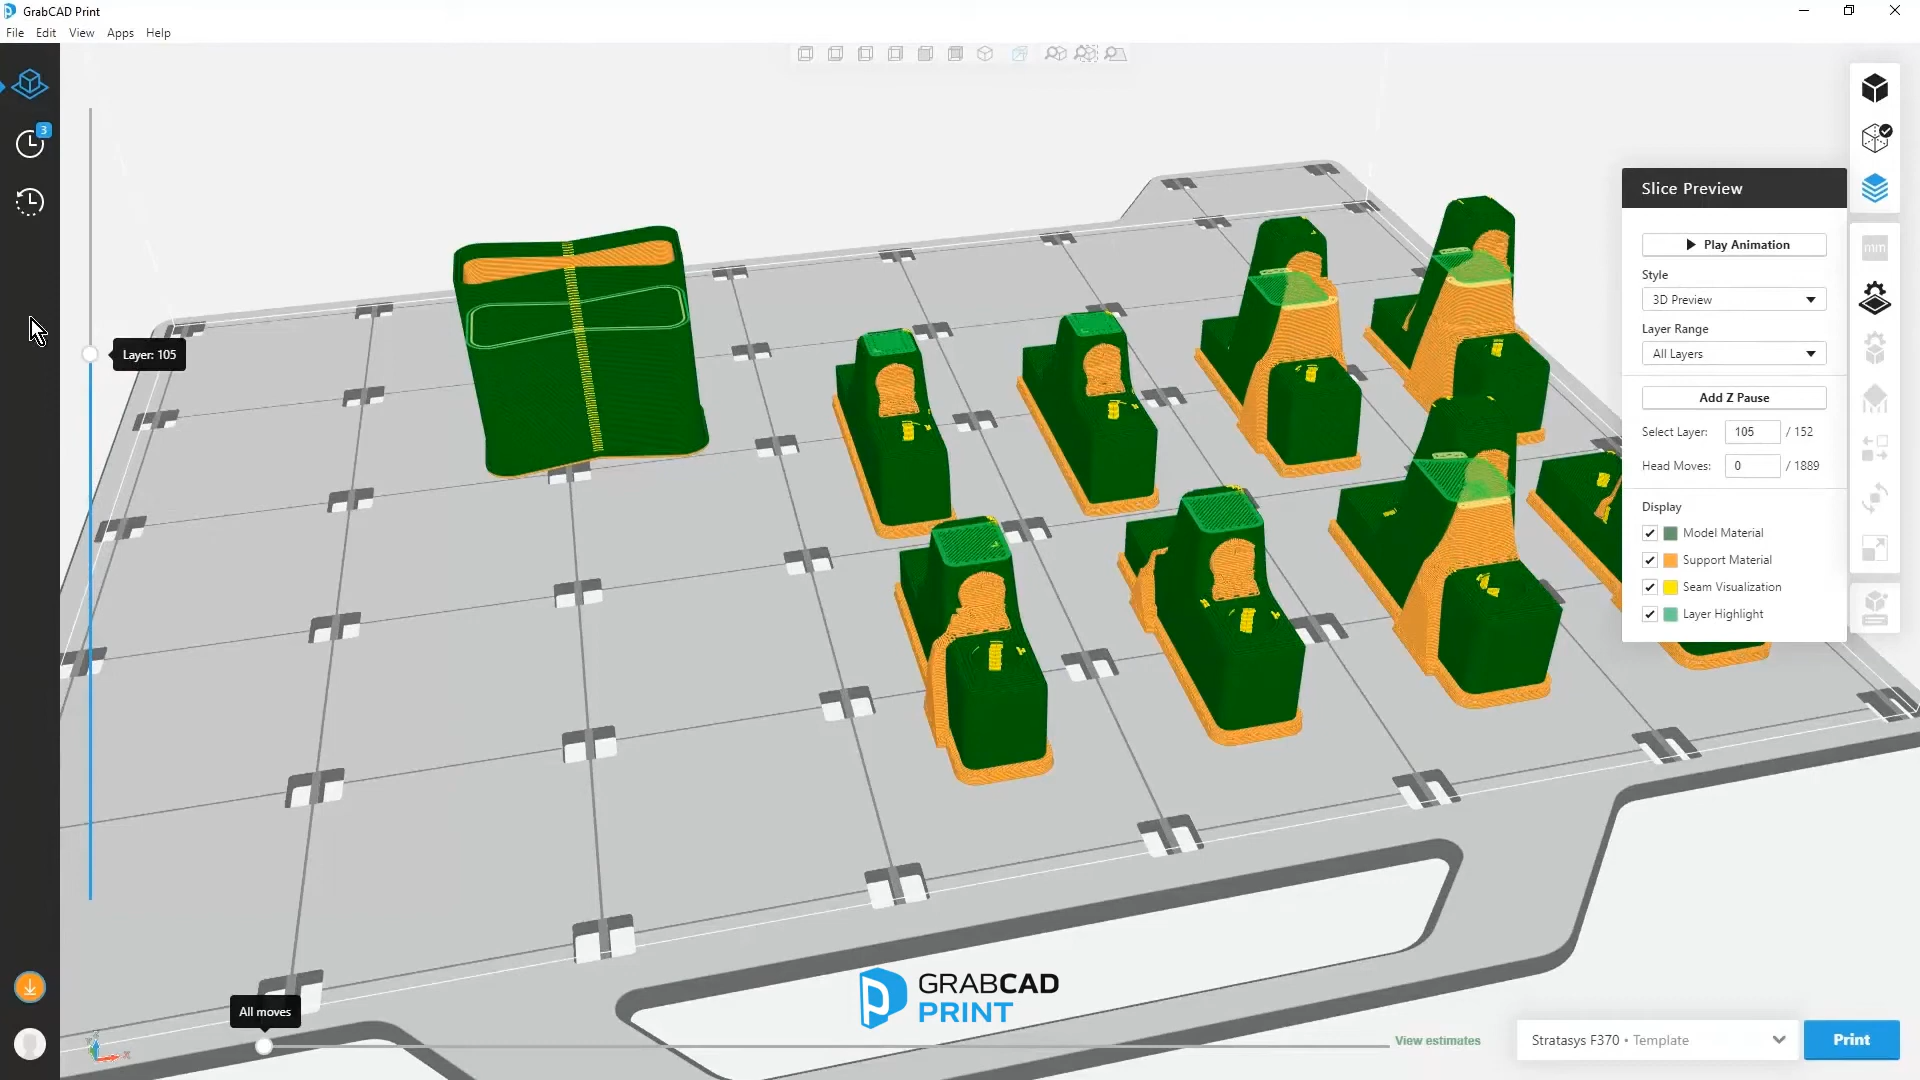 GrabCAD Print
File Edit View Apps Help
3
Layer: 105
Slice Preview
Play Animation
Style
3D Preview
Layer Range
All Layers
Add Z Pause
Select Layer: 105 / 152
Head Moves: 0 / 1889
Display
Model Material
Support Material
Seam Visualization
Layer Highlight
mm
GRABCAD
PRINT
All moves
View estimates
Stratasys F370 • Template
Print
X